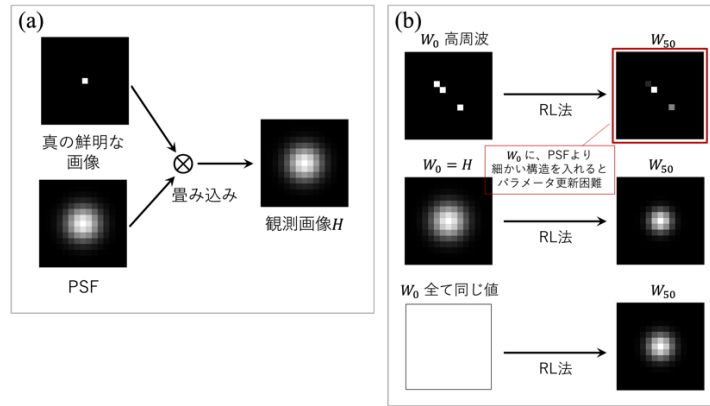 (a)
真の鮮明な
画像
⊗
畳み込み
観測画像H
PSF
(b)
W₀ 高周波
W₅₀
RL法
W₀ に、PSFより
細かい構造を入れると
パラメータ更新困難
W₀ = H
W₅₀
RL法
W₀ 全て同じ値
W₅₀
RL法